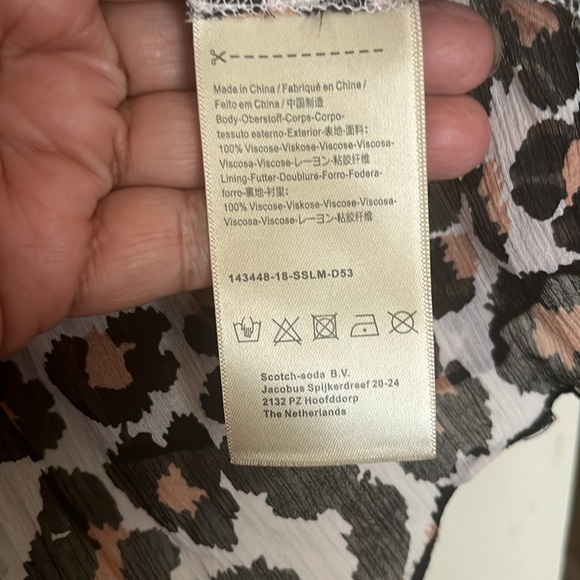 Made in China / Fabriqué en Chine /
Feito em China / 中国制造
Body-Oberstoff-Corps-Corpo-
tessuto esterno-Exterior-表地-面料:
100% Viscose-Viskose-Viscose-Viscosa-
Viscosa-Viscose-レーヨン-粘胶纤维
Lining-Futter-Doublure-Forro-Fodera-
forro-裏地-衬里:
100% Viscose-Viskose-Viscose-Viscosa-
Viscosa-Viscose-レーヨン-粘胶纤维
143448-18-SSLM-D53
Scotch-soda B.V.
Jacobus Spijkerdreef 20-24
2132 PZ Hoofddorp
The Netherlands